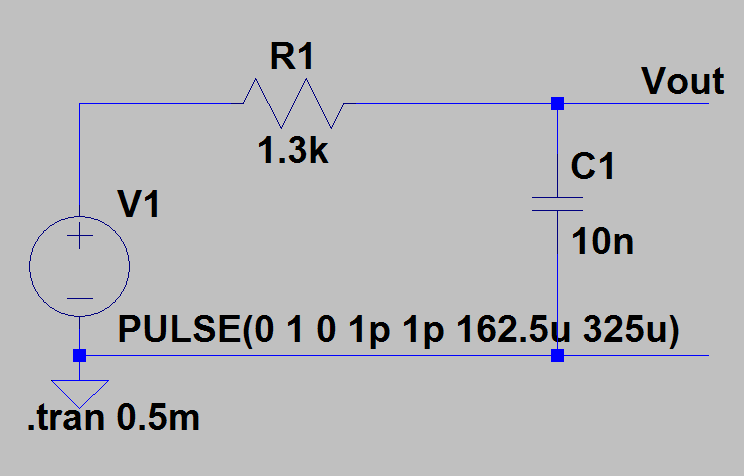 R1
Vout
1.3k
C1
V1
10n
PULSE(0 1 0 1p 1p 162.5u 325u)
.tran 0.5m